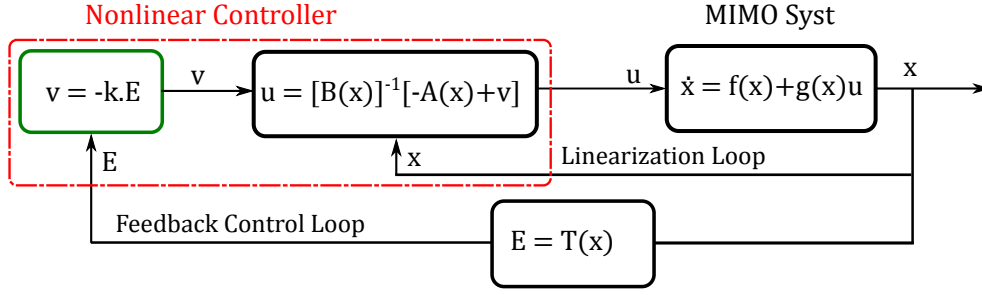 Nonlinear Controller
MIMO Syst
v = -k.E
v
u = [B(x)]⁻¹[-A(x)+v]
u
ẋ = f(x)+g(x)u
x
E
x
Linearization Loop
Feedback Control Loop
E = T(x)